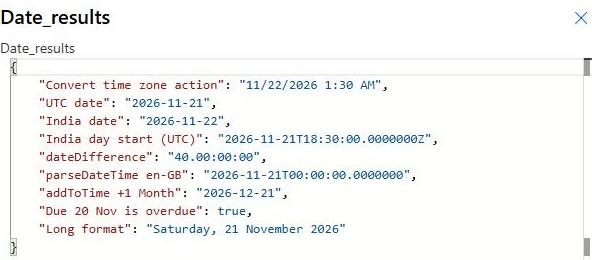 Date_results
Date_results
{
"Convert time zone action": "11/22/2026 1:30 AM",
"UTC date": "2026-11-21",
"India date": "2026-11-22",
"India day start (UTC)": "2026-11-21T18:30:00.0000000Z",
"dateDifference": "40.00:00:00",
"parseDateTime en-GB": "2026-11-21T00:00:00.0000000",
"addToTime +1 Month": "2026-12-21",
"Due 20 Nov is overdue": true,
"Long format": "Saturday, 21 November 2026"
}